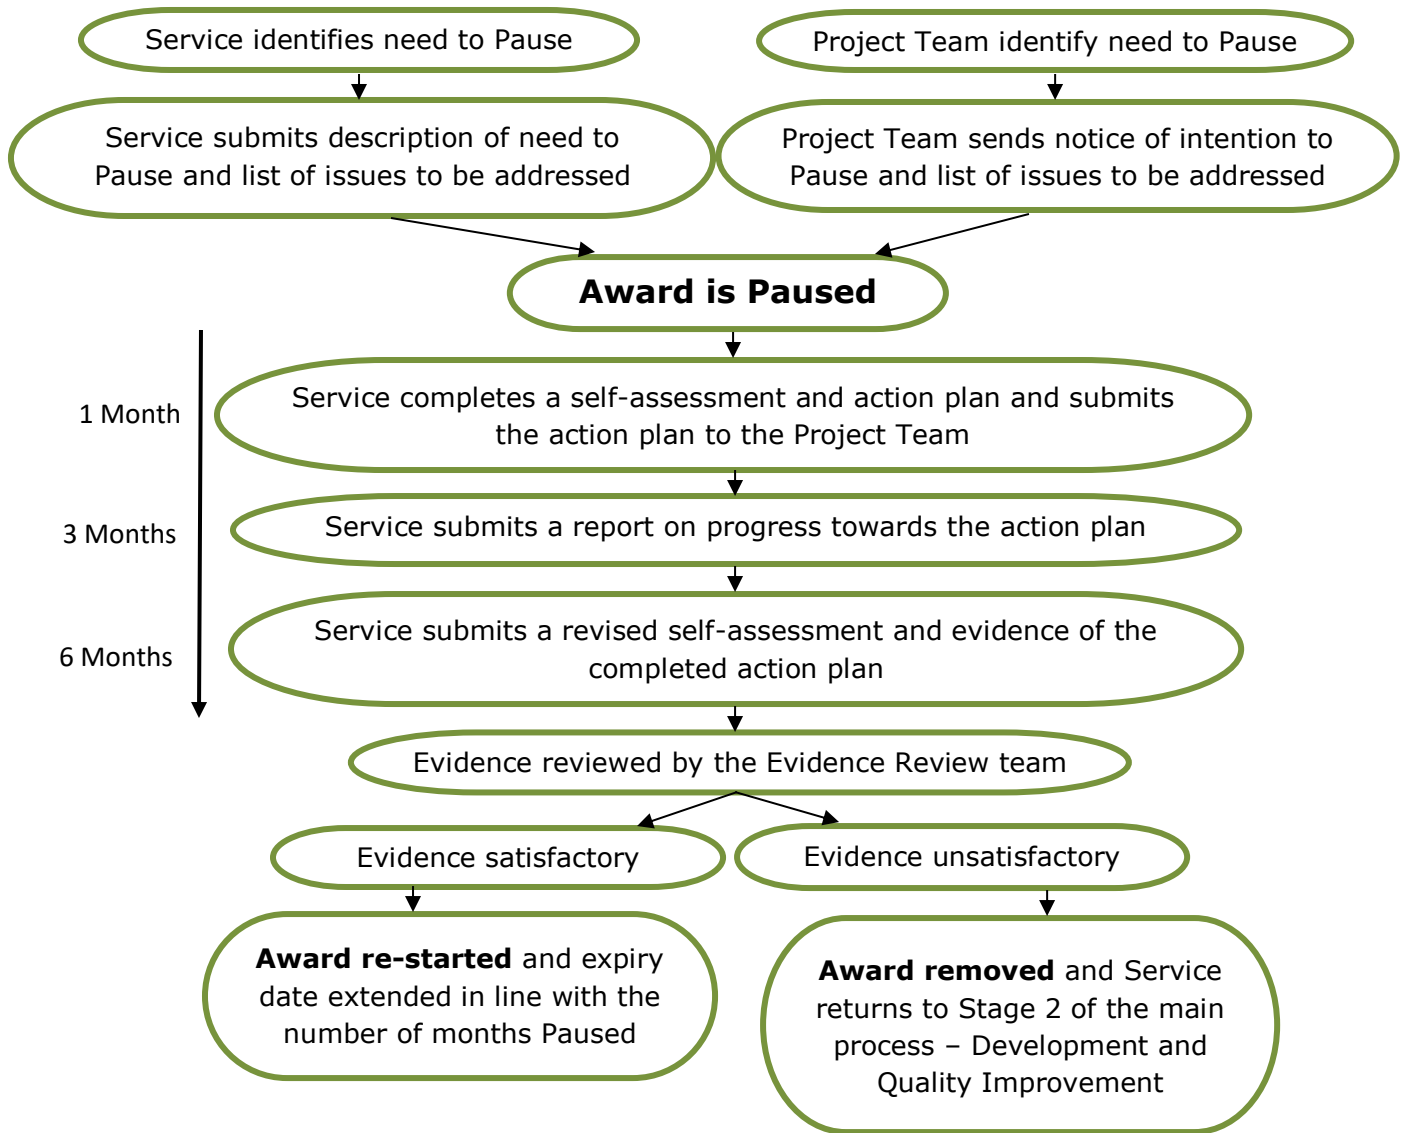 Service identifies need to Pause
Project Team identify need to Pause
Service submits description of need to
Pause and list of issues to be addressed
Project Team sends notice of intention to
Pause and list of issues to be addressed
Award is Paused
1 Month
Service completes a self-assessment and action plan and submits
the action plan to the Project Team
3 Months
Service submits a report on progress towards the action plan
6 Months
Service submits a revised self-assessment and evidence of the
completed action plan
Evidence reviewed by the Evidence Review team
Evidence satisfactory
Evidence unsatisfactory
Award re-started and expiry
date extended in line with the
number of months Paused
Award removed and Service
returns to Stage 2 of the main
process – Development and
Quality Improvement